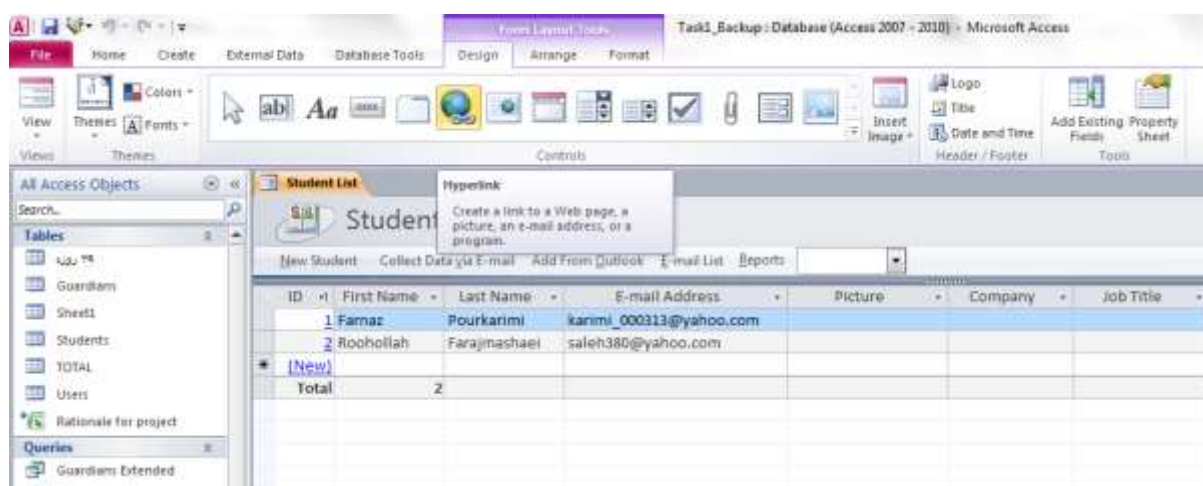 Form Layout Tools
Task1_Backup : Database (Access 2007 - 2010) - Microsoft Access
File Home Create External Data Database Tools Design Arrange Format
View
Themes
Colors
A Fonts
ab Aa
Insert Image
Logo
Title
Date and Time
Add Existing Fields
Property Sheet
Views Themes Controls Header / Footer Tools
All Access Objects
Student List
Search...
Student
Hyperlink
Create a link to a Web page, a
picture, an e-mail address, or a
program.
Tables
New Student Collect Data via E-mail Add From Outlook E-mail List Reports
Guardians
Sheet1
Students
TOTAL
Users
Rationale for project
Queries
Guardians Extended
ID First Name Last Name E-mail Address Picture Company Job Title
1 Farnaz Pourkarimi karimi_000313@yahoo.com
2 Roohollah Farajmashaei saleh380@yahoo.com
(New)
Total 2